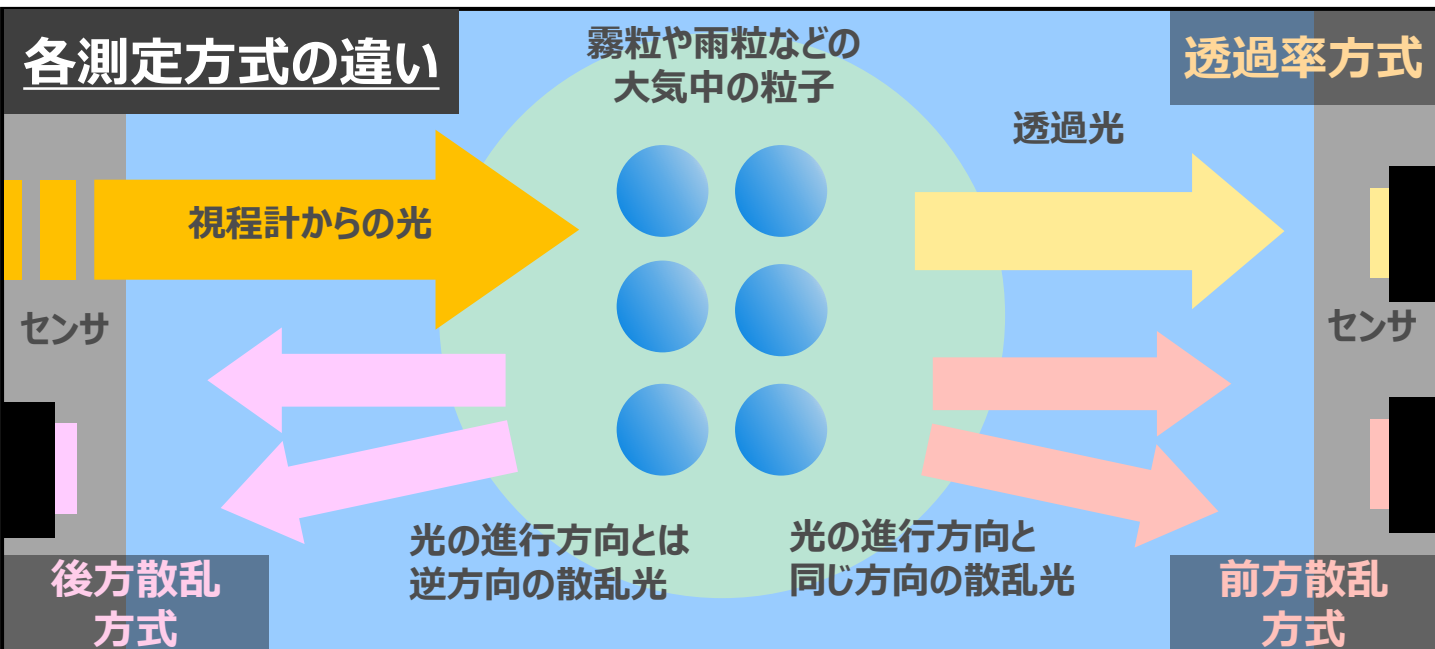 各測定方式の違い
霧粒や雨粒などの
大気中の粒子
透過率方式
透過光
視程計からの光
センサ
センサ
光の進行方向とは
逆方向の散乱光
光の進行方向と
同じ方向の散乱光
後方散乱
方式
前方散乱
方式